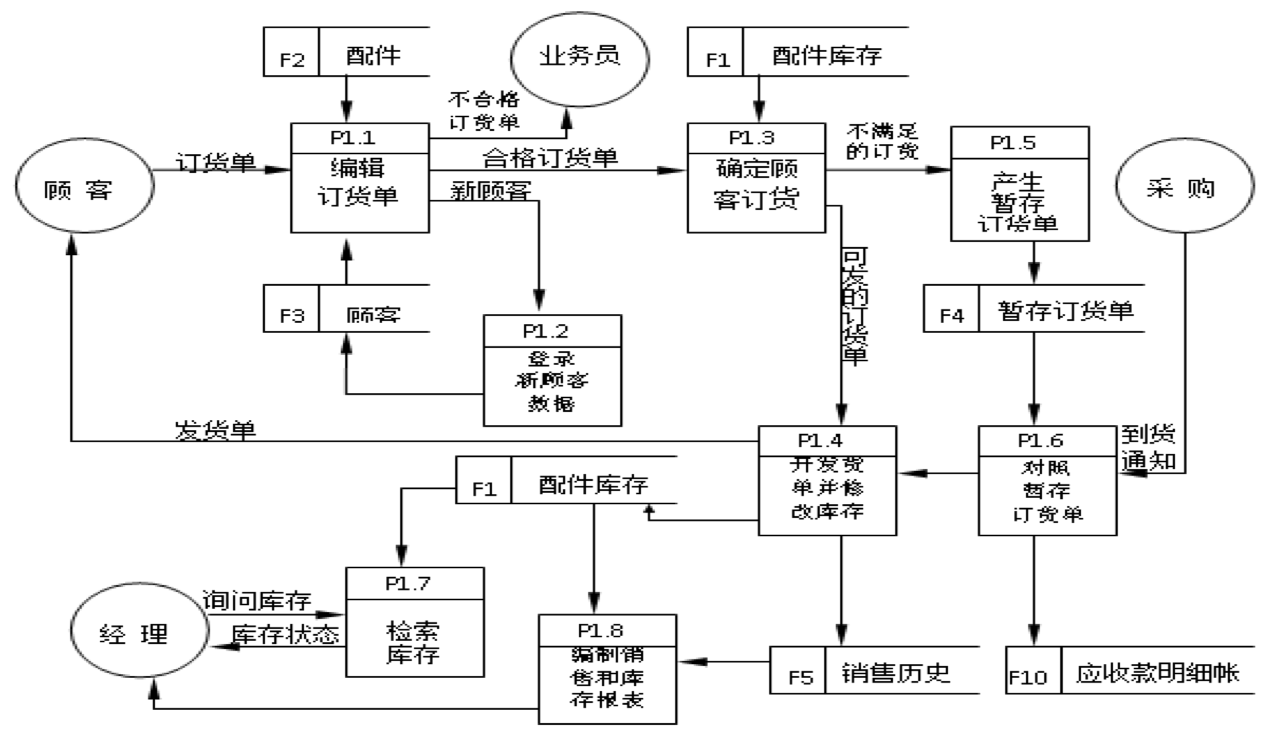 F2 配件
业务员
F1 配件库存
不合格
订货单
P1.1
编辑
订货单
P1.3
确定顾
客订货
不满足
的订货
P1.5
产生
暂存
订货单
顾 客
订货单
合格订货单
新顾客
采 购
可发的订货单
F3 顾客
F4 暂存订货单
P1.2
登录
新顾客
数据
发货单
P1.4
开发货
单并修
改库存
P1.6
对照
暂存
订货单
到货
通知
F1 配件库存
P1.7
检索
库存
经 理
询问库存
库存状态
P1.8
编制销
售和库
存报表
F5 销售历史
F10 应收款明细帐